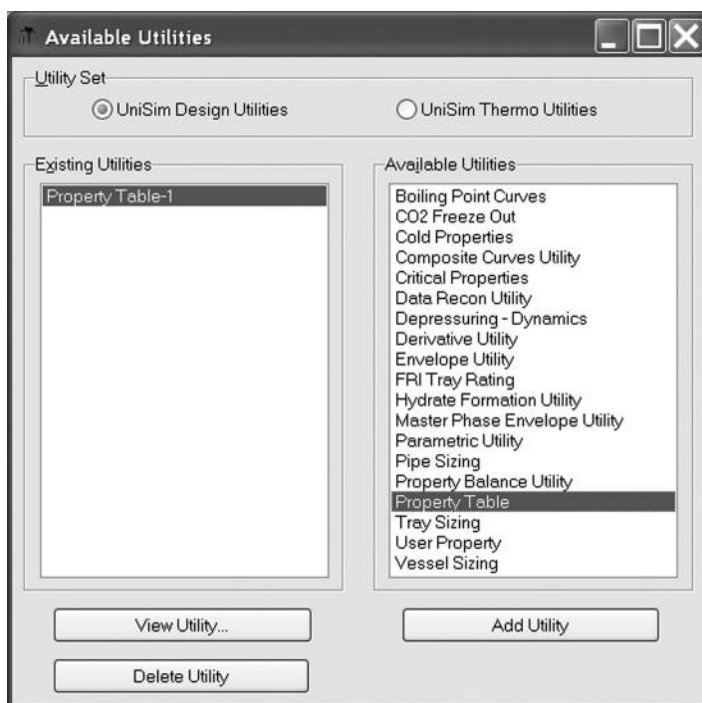 Available Utilities
Utility Set
UniSim Design Utilities
UniSim Thermo Utilities
Existing Utilities
Property Table-1
View Utility...
Delete Utility
Available Utilities
Boiling Point Curves
CO2 Freeze Out
Cold Properties
Composite Curves Utility
Critical Properties
Data Recon Utility
Depressuring - Dynamics
Derivative Utility
Envelope Utility
FRI Tray Rating
Hydrate Formation Utility
Master Phase Envelope Utility
Parametric Utility
Pipe Sizing
Property Balance Utility
Property Table
Tray Sizing
User Property
Vessel Sizing
Add Utility